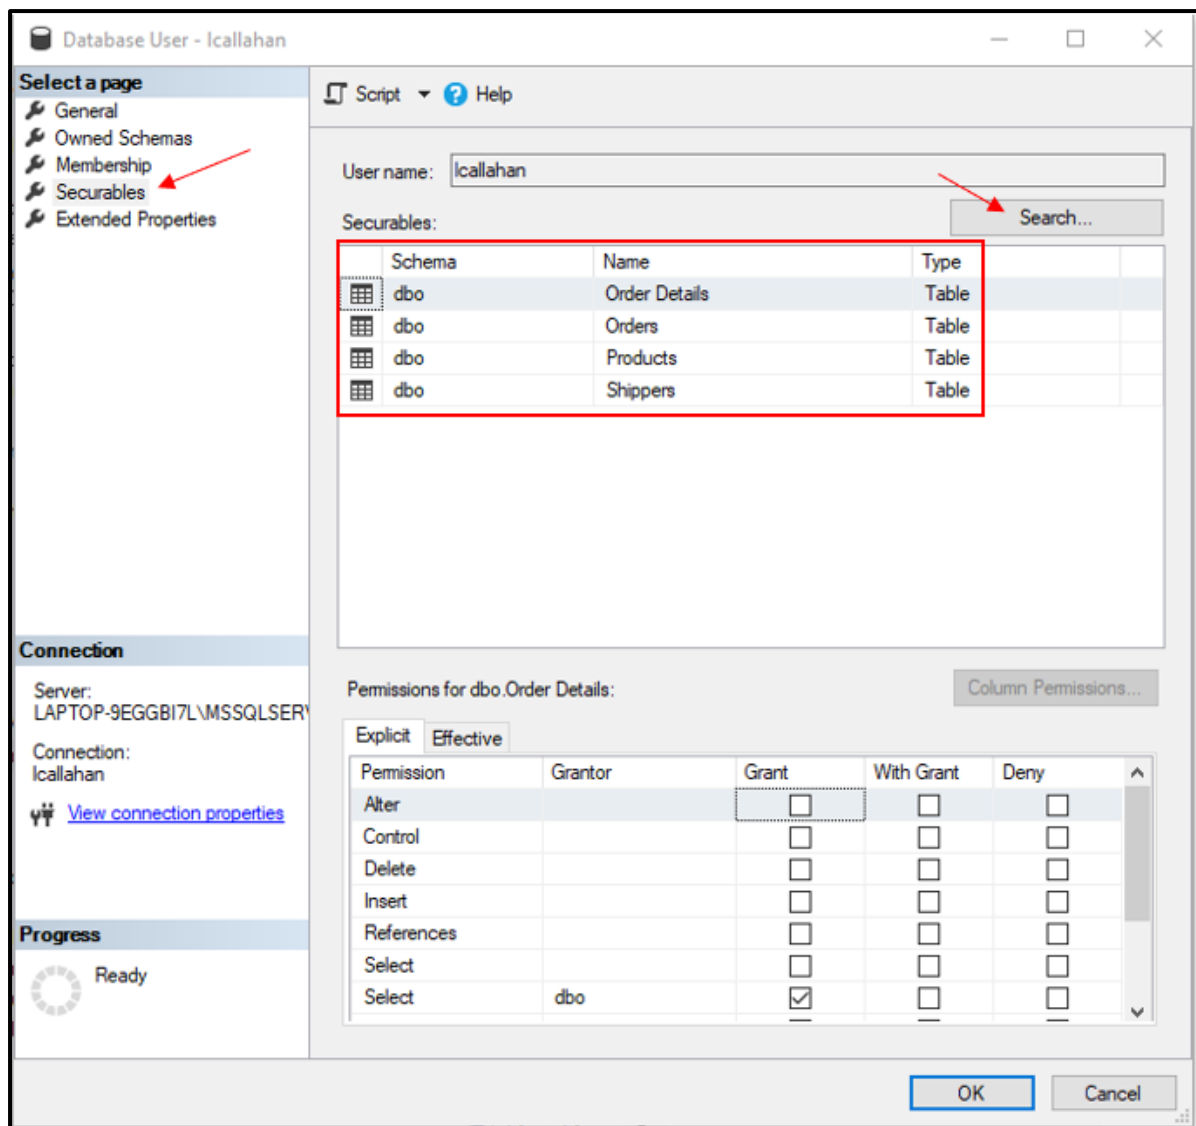 Database User - lcallahan
Select a page
General
Owned Schemas
Membership
Securables
Extended Properties
Script Help
User name: lcallahan
Search...
Securables:
Schema Name Type
dbo Order Details Table
dbo Orders Table
dbo Products Table
dbo Shippers Table
Connection
Server:
LAPTOP-9EGGBI7L\MSSQLSER
Connection:
lcallahan
View connection properties
Progress
Ready
Permissions for dbo.Order Details:
Column Permissions...
Explicit Effective
Permission Grantor Grant With Grant Deny
Alter
Control
Delete
Insert
References
Select
Select dbo
OK Cancel